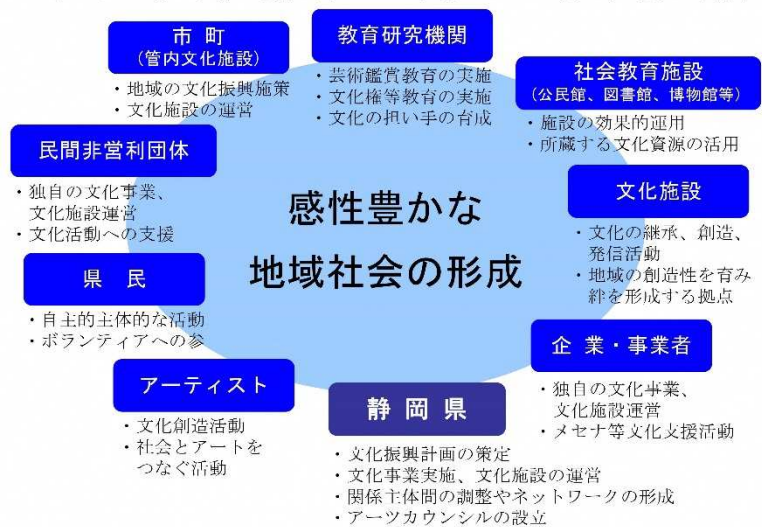 市 町
(管内文化施設)
・地域の文化振興施策
・文化施設の運営
教育研究機関
・芸術鑑賞教育の実施
・文化権等教育の実施
・文化の担い手の育成
社会教育施設
(公民館、図書館、博物館等)
・施設の効果的運用
・所蔵する文化資源の活用
民間非営利団体
・独自の文化事業、
文化施設運営
・文化活動への支援
感性豊かな
地域社会の形成
文化施設
・文化の継承、創造、
発信活動
・地域の創造性を育み
絆を形成する拠点
県 民
・自主的主体的な活動
・ボランティアへの参
企 業・事業者
・独自の文化事業、
文化施設運営
・メセナ等文化支援活動
アーティスト
・文化創造活動
・社会とアートを
つなぐ活動
静 岡 県
・文化振興計画の策定
・文化事業実施、文化施設の運営
・関係主体間の調整やネットワークの形成
・アーツカウンシルの設立